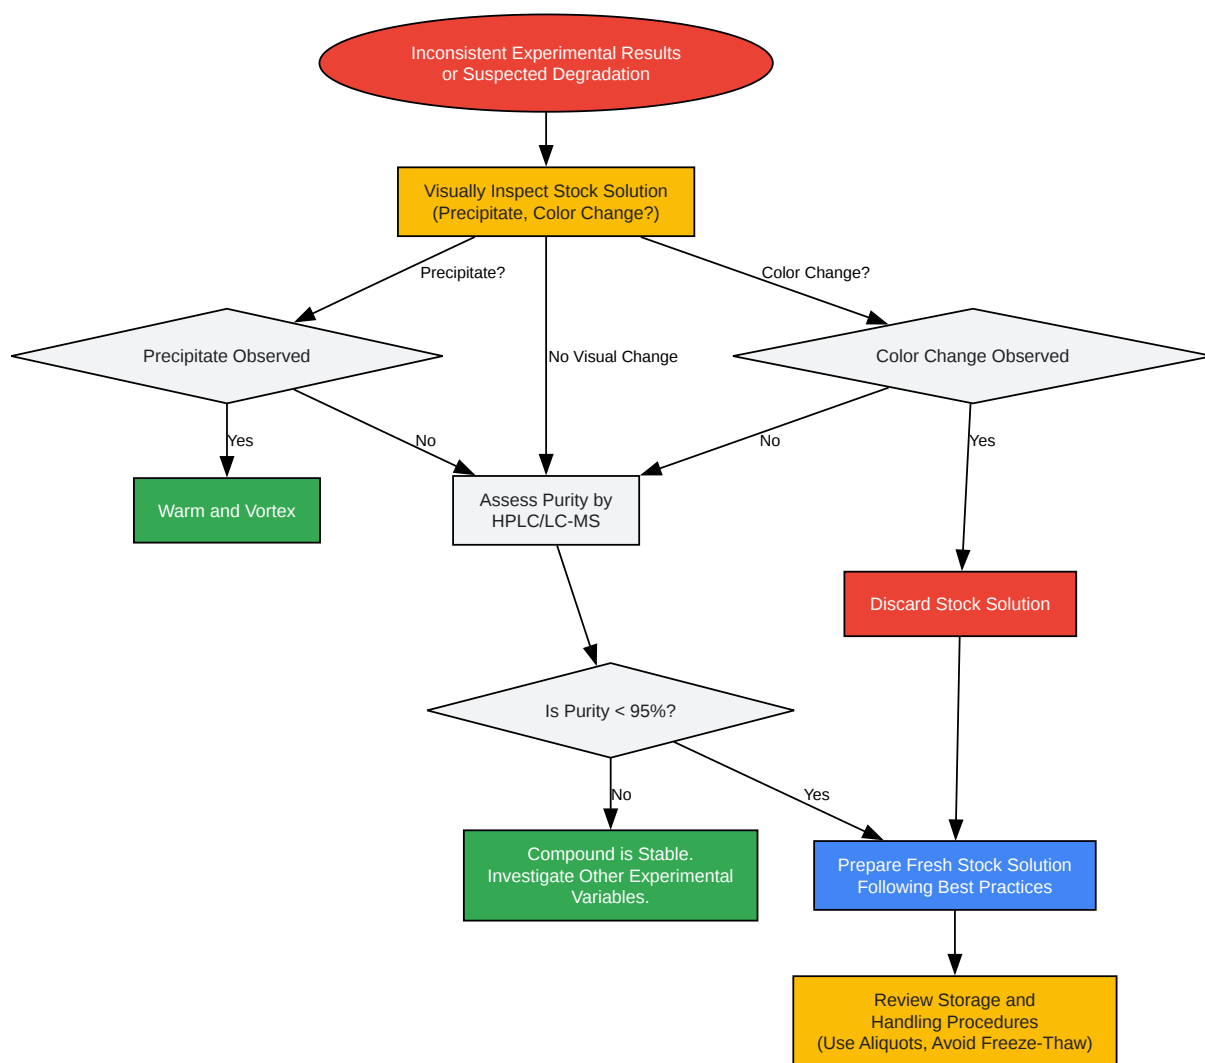 Inconsistent Experimental Results
or Suspected Degradation
Visually Inspect Stock Solution
(Precipitate, Color Change?)
Precipitate?
Color Change?
Precipitate Observed
No Visual Change
Color Change Observed
Yes
No
No
Yes
Warm and Vortex
Assess Purity by
HPLC/LC-MS
Discard Stock Solution
Is Purity < 95%?
No
Yes
Compound is Stable.
Investigate Other Experimental
Variables.
Prepare Fresh Stock Solution
Following Best Practices
Review Storage and
Handling Procedures
(Use Aliquots, Avoid Freeze-Thaw)